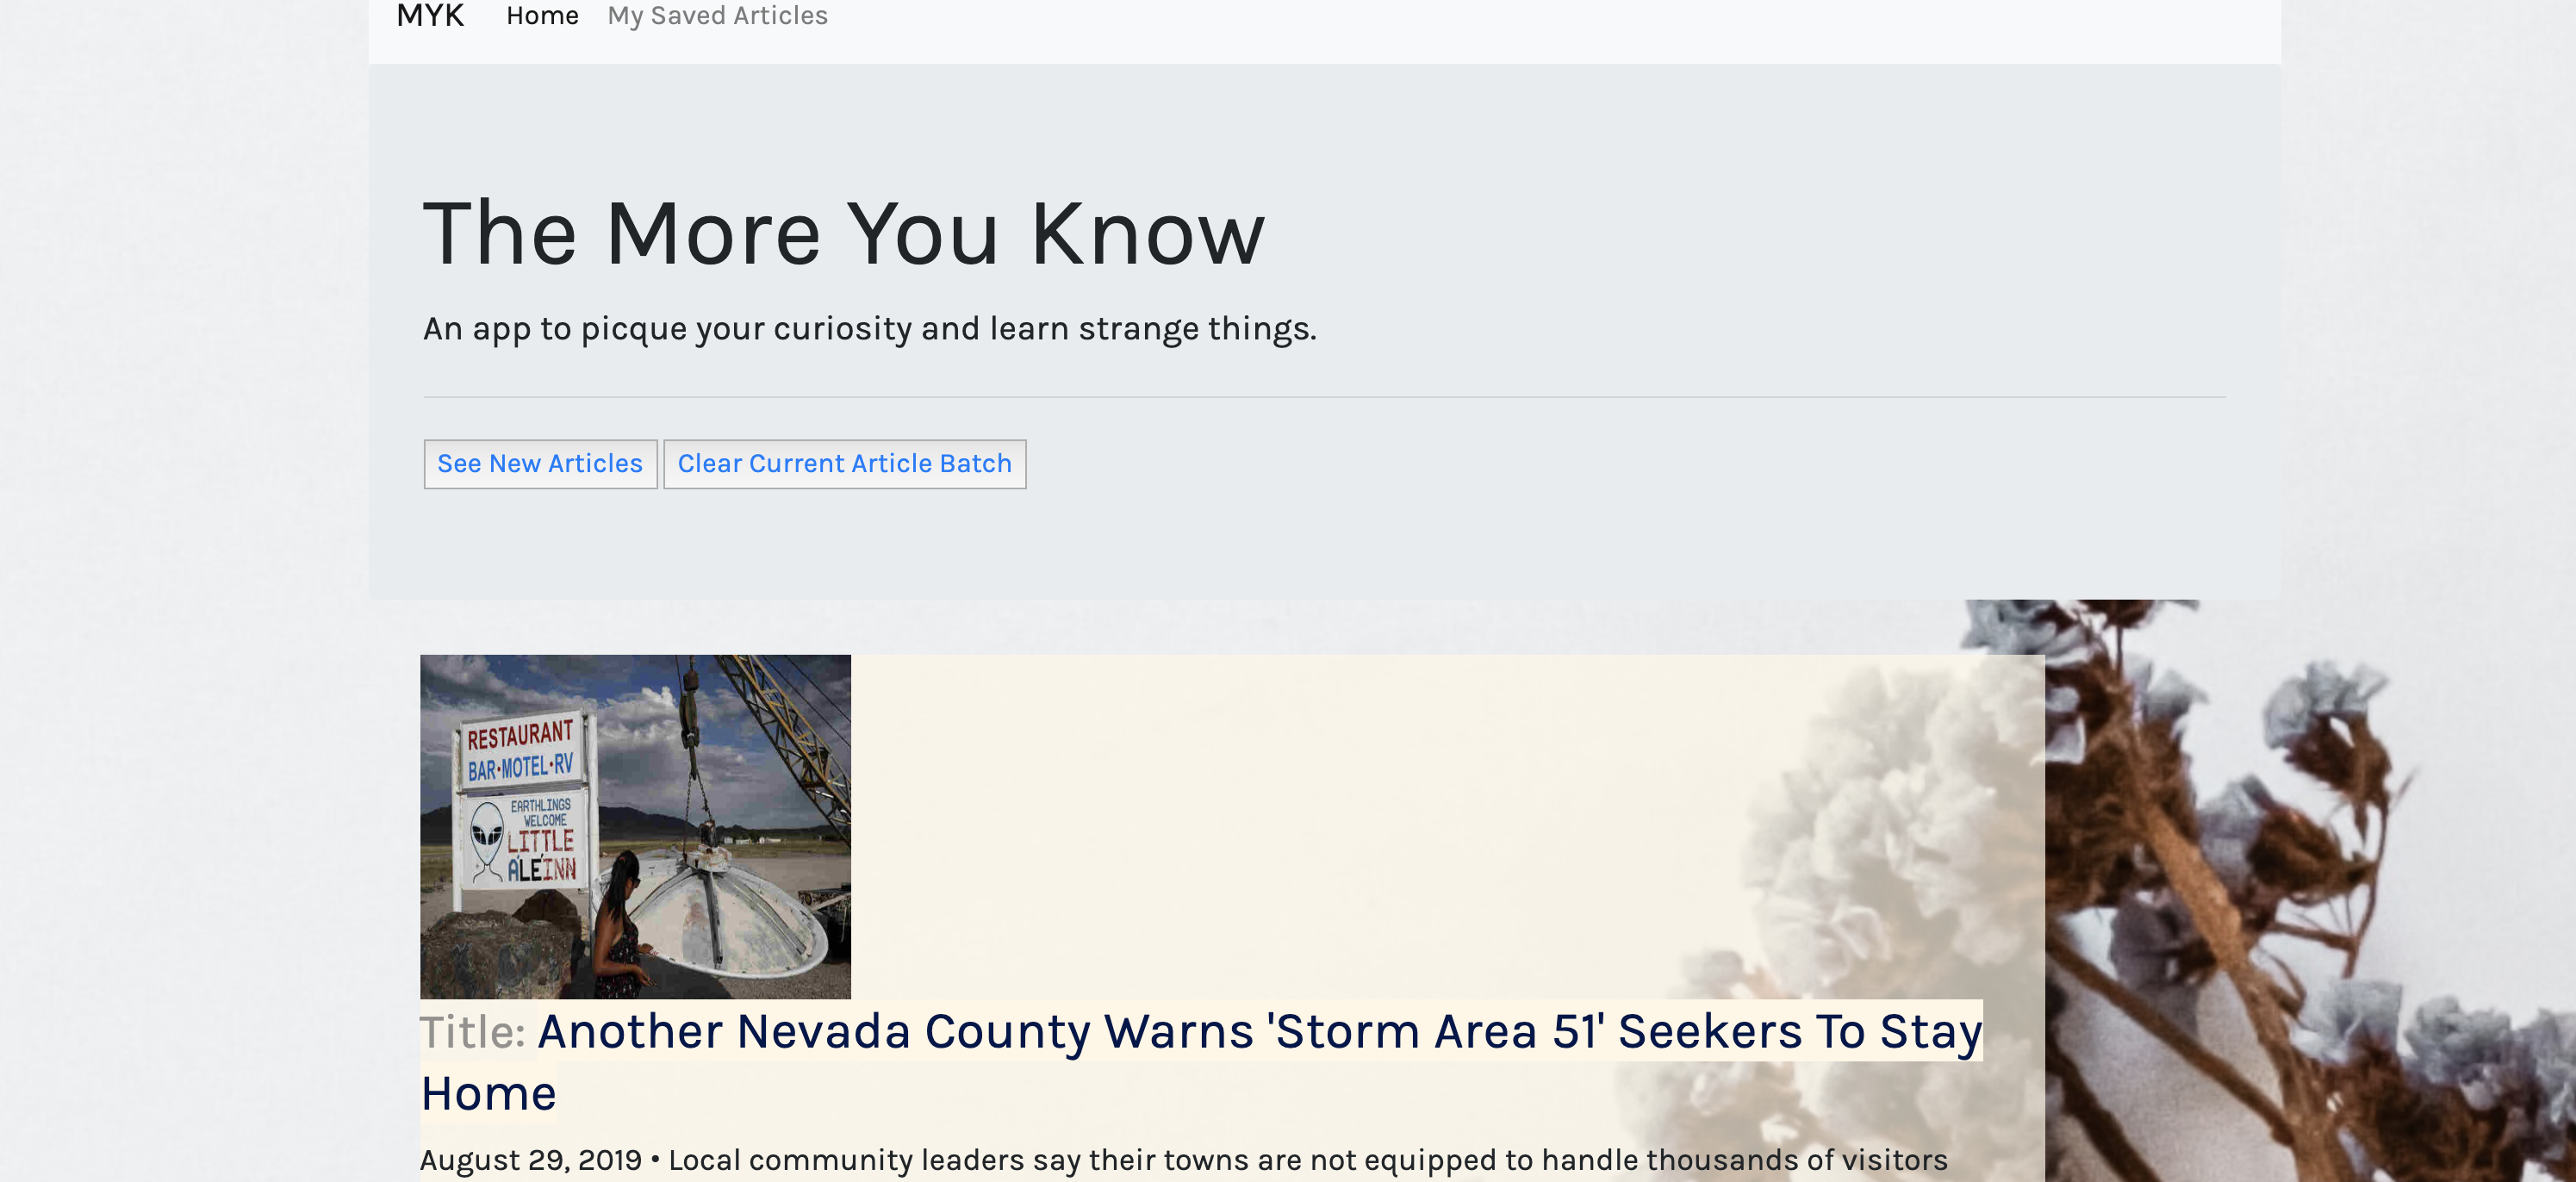 MYK Home My Saved Articles
The More You Know
An app to picque your curiosity and learn strange things.
See New Articles Clear Current Article Batch
RESTAURANT
BAR·MOTEL·RV
EARTHLINGS
WELCOME
LITTLE
A'LE'INN
Title: Another Nevada County Warns 'Storm Area 51' Seekers To Stay
Home
August 29, 2019 • Local community leaders say their towns are not equipped to handle thousands of visitors